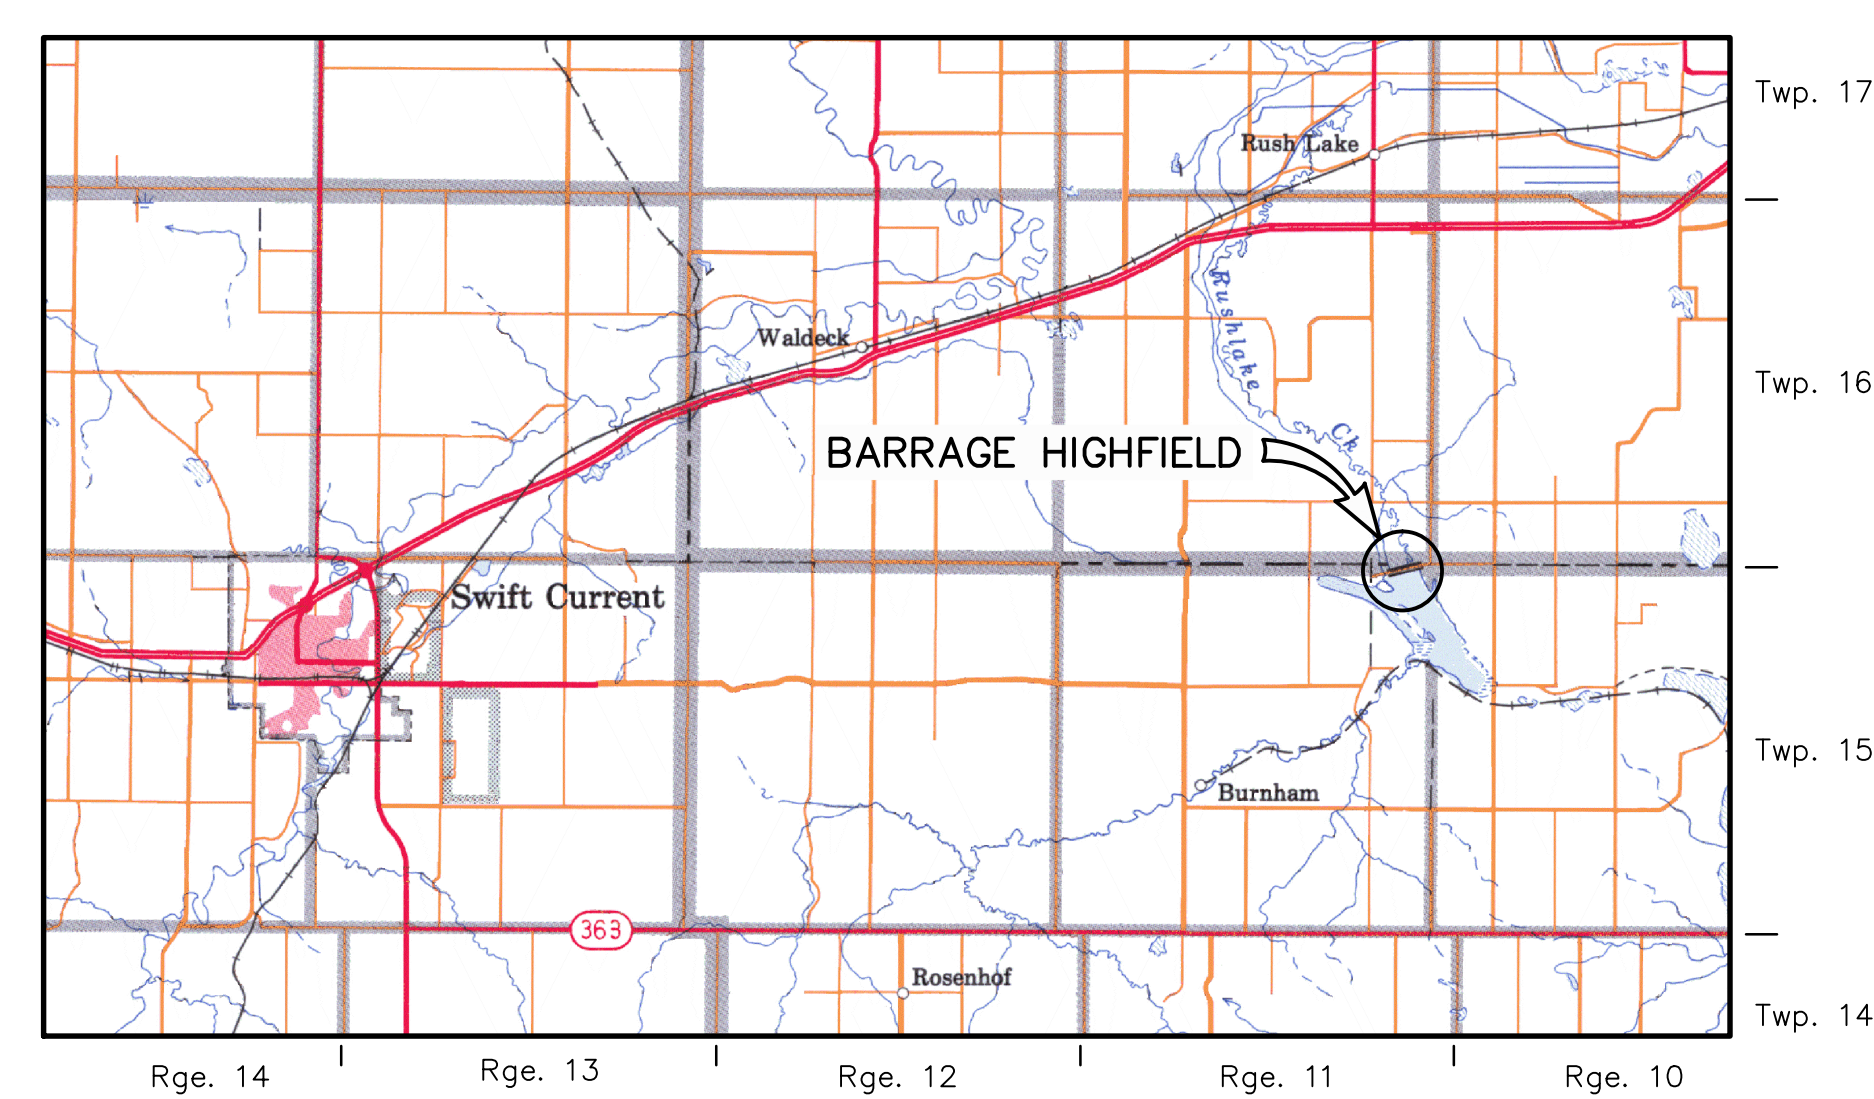 Twp. 17
Rush Lake
Rushlake
Waldeck
Twp. 16
Ck
BARRAGE HIGHFIELD
Swift Current
Twp. 15
Burnham
363
Rosenhof
Twp. 14
Rge. 14
Rge. 13
Rge. 12
Rge. 11
Rge. 10